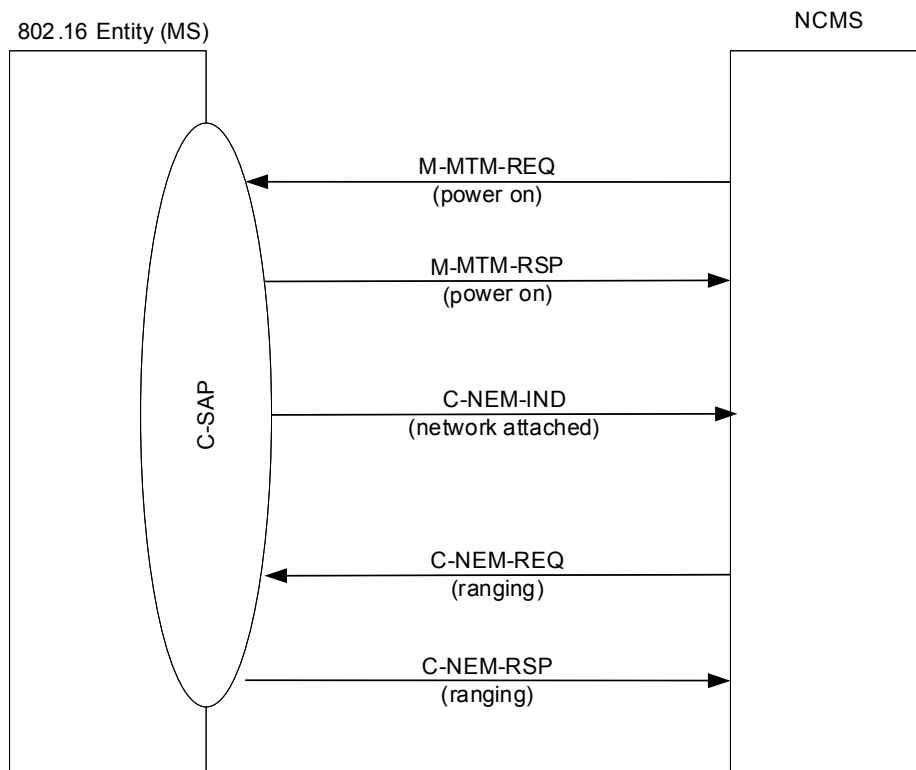 802.16 Entity (MS)
NCMS
M-MTM-REQ
(power on)
M-MTM-RSP
(power on)
C-SAP
C-NEM-IND
(network attached)
C-NEM-REQ
(ranging)
C-NEM-RSP
(ranging)